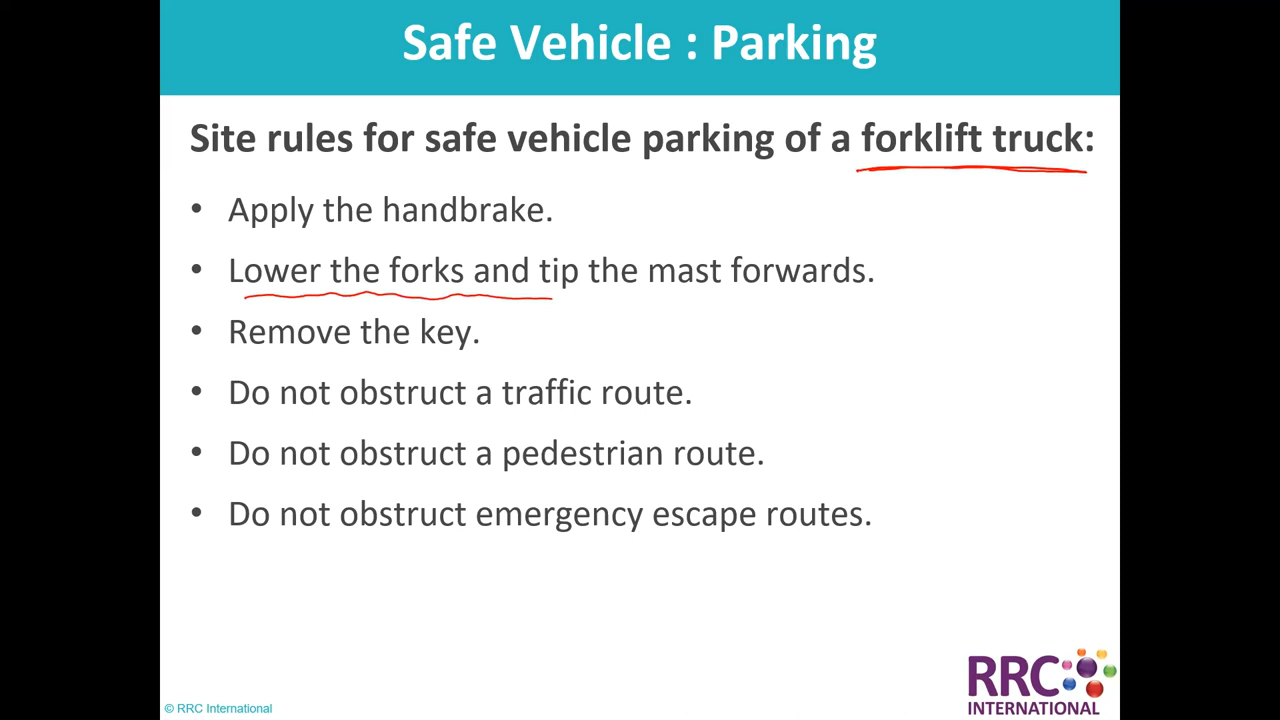 Safe Vehicle : Parking
Site rules for safe vehicle parking of a forklift truck:
• Apply the handbrake.
• Lower the forks and tip the mast forwards.
• Remove the key.
• Do not obstruct a traffic route.
• Do not obstruct a pedestrian route.
• Do not obstruct emergency escape routes.
RRC
INTERNATIONAL
© RRC International